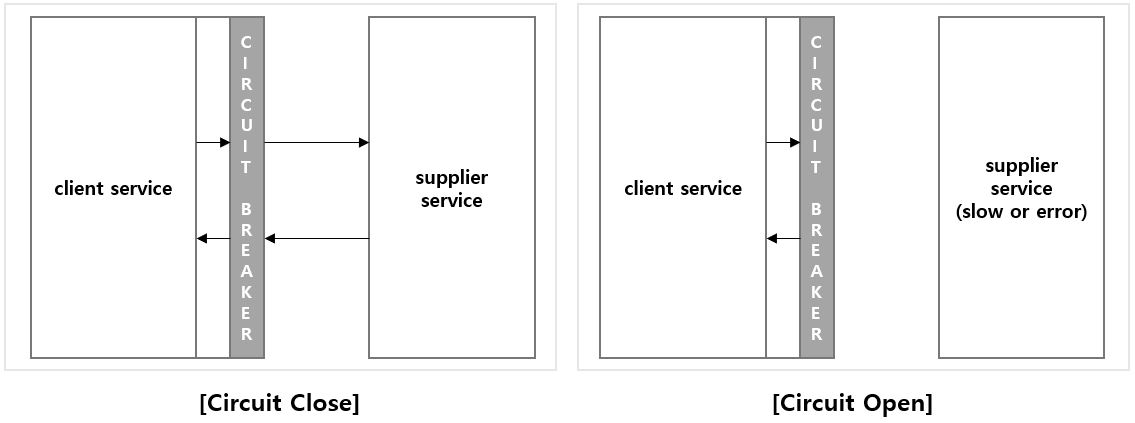 client service
CIRCUIT BREAKER
supplier
service
[Circuit Close]
client service
CIRCUIT BREAKER
supplier
service
(slow or error)
[Circuit Open]